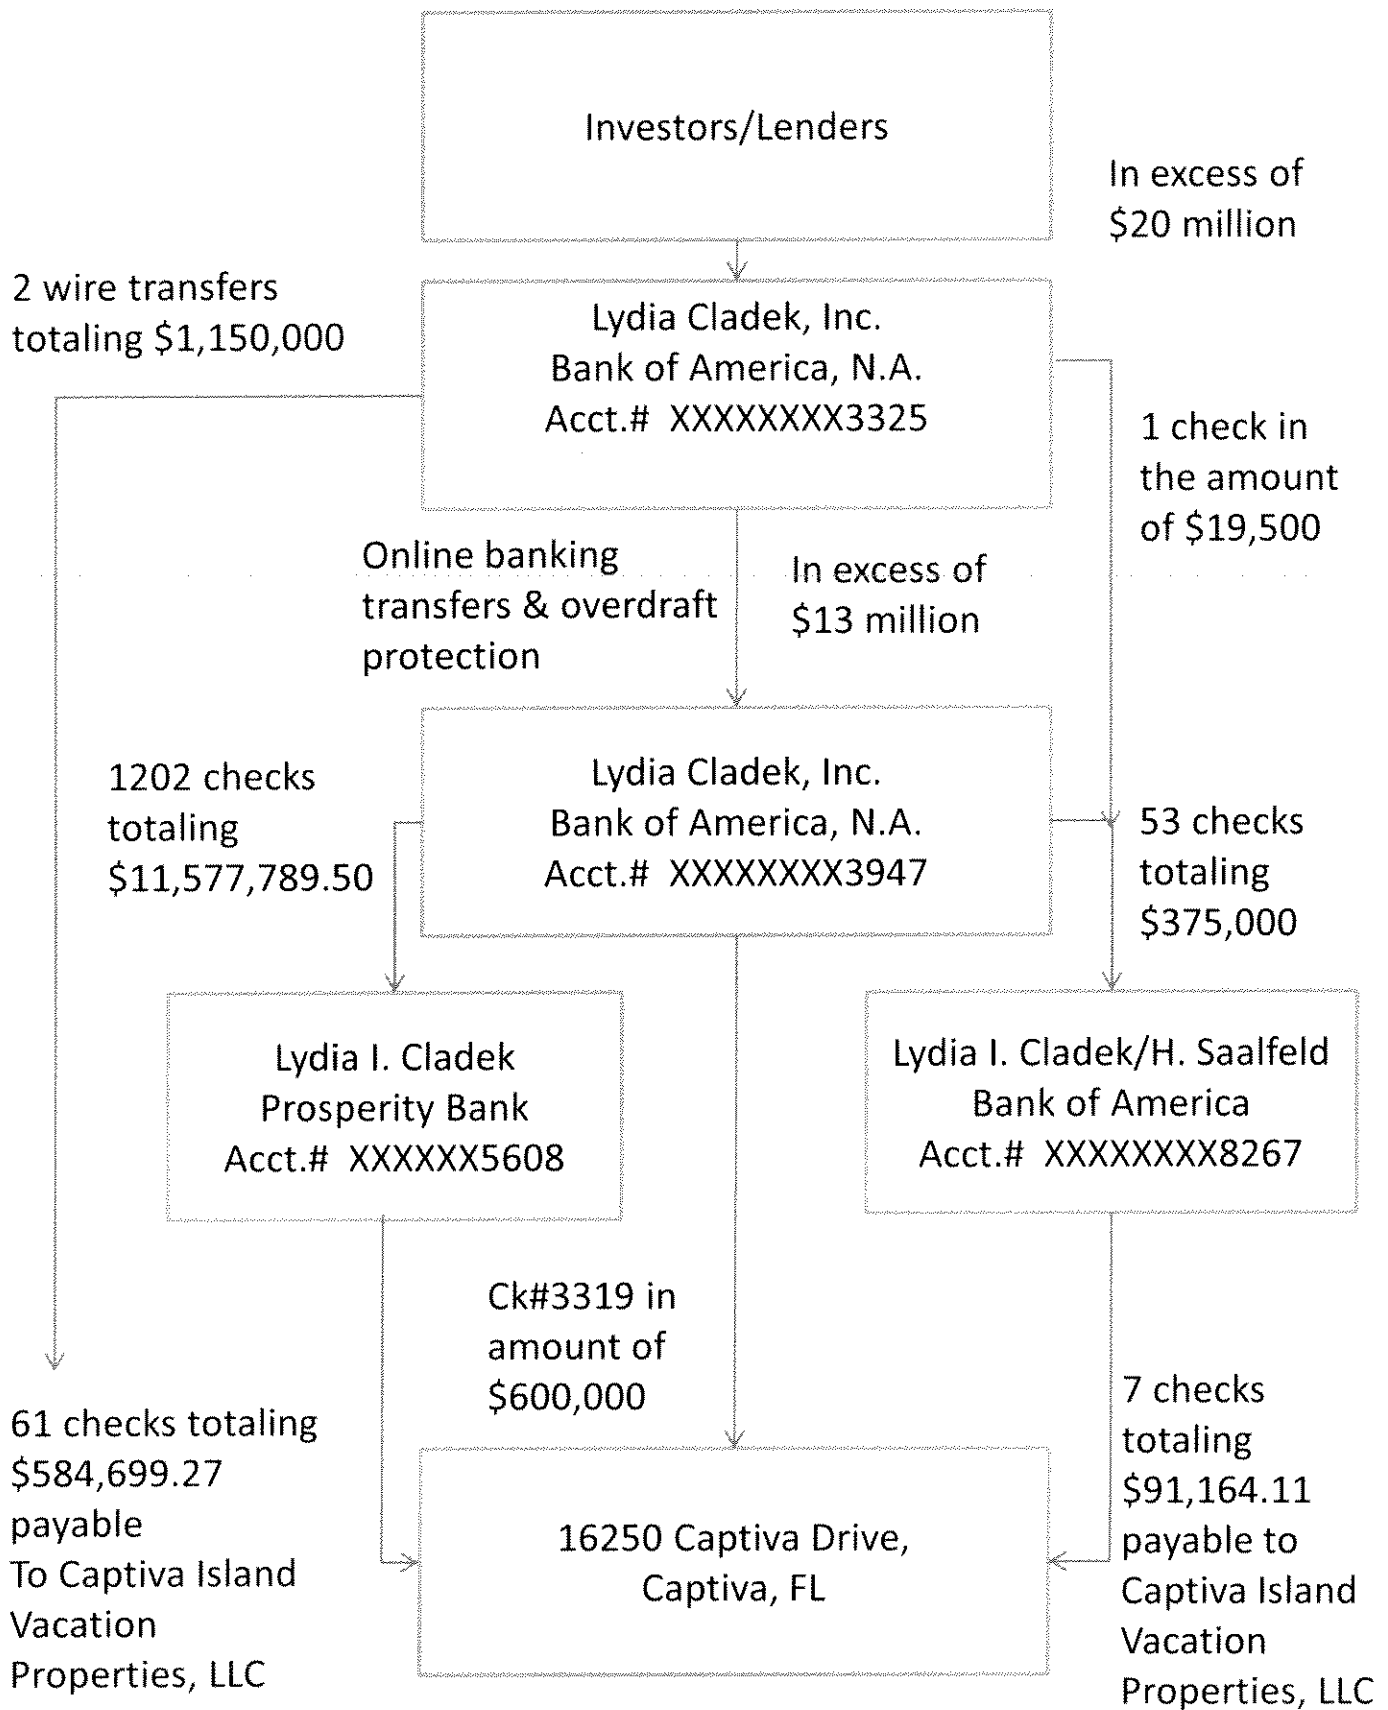 Investors/Lenders
In excess of
$20 million
2 wire transfers
totaling $1,150,000
Lydia Cladek, Inc.
Bank of America, N.A.
Acct.# XXXXXXXX3325
1 check in
the amount
of $19,500
Online banking
transfers & overdraft
protection
In excess of
$13 million
1202 checks
totaling
$11,577,789.50
Lydia Cladek, Inc.
Bank of America, N.A.
Acct.# XXXXXXXX3947
53 checks
totaling
$375,000
Lydia I. Cladek
Prosperity Bank
Acct.# XXXXXX5608
Lydia I. Cladek/H. Saalfeld
Bank of America
Acct.# XXXXXXXX8267
Ck#3319 in
amount of
$600,000
61 checks totaling
$584,699.27
payable
To Captiva Island
Vacation
Properties, LLC
16250 Captiva Drive,
Captiva, FL
7 checks
totaling
$91,164.11
payable to
Captiva Island
Vacation
Properties, LLC